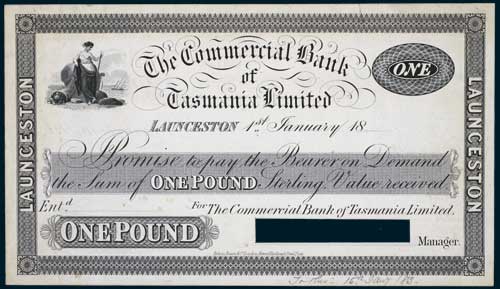 The Commercial Bank
of
Tasmania Limited
ONE
LAUNCESTON
LAUNCESTON
LAUNCESTON 1st January 18
Promise to pay the Bearer on Demand
the Sum of ONE POUND Sterling Value received.
Entd
For The Commercial Bank of Tasmania Limited.
ONE POUND
Manager.